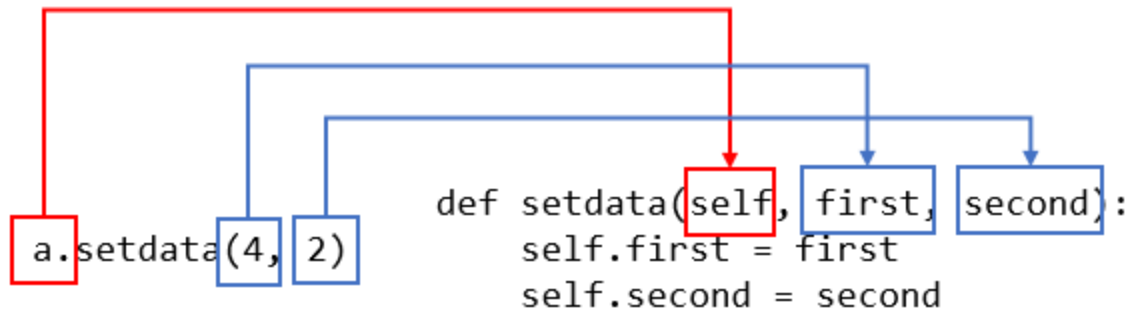 a.setdata(4, 2)
def setdata(self, first, second):
self.first = first
self.second = second